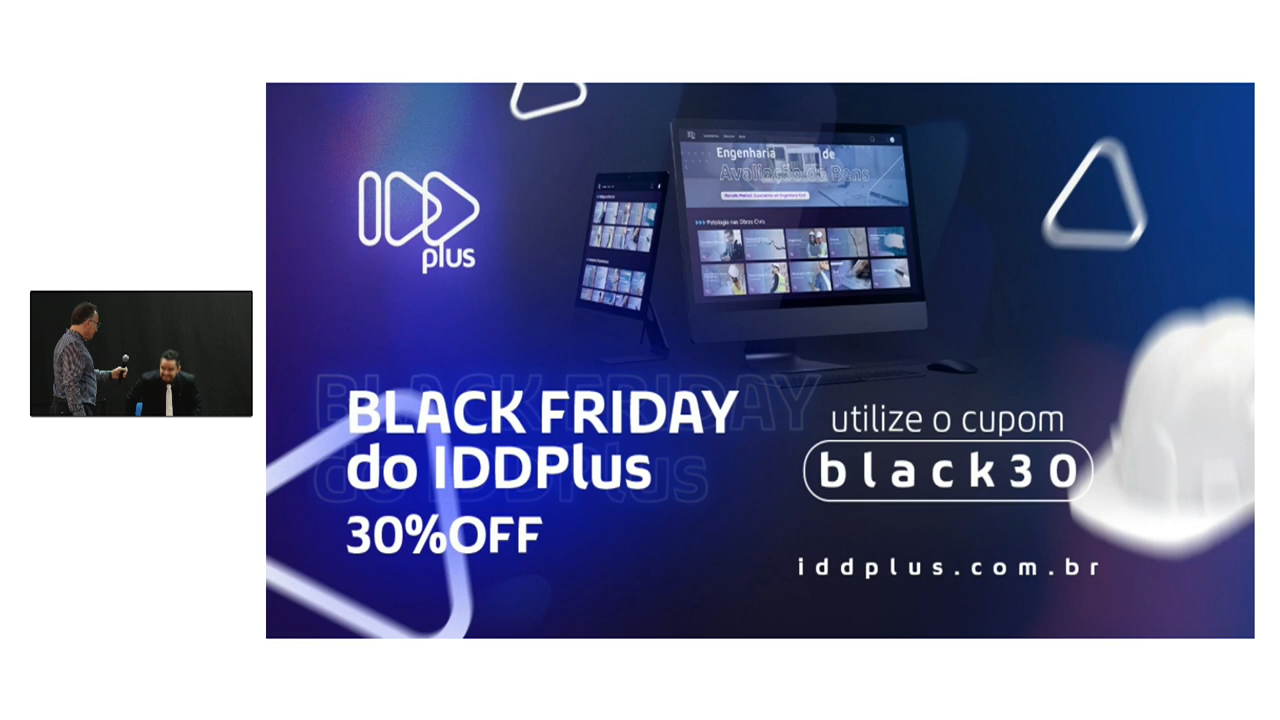 IDD
plus
Engenharia de
Avaliação de Bens
Patologia nas Obras Civis
BLACK FRIDAY
do IDDPlus
30%OFF
utilize o cupom
black30
iddplus.com.br